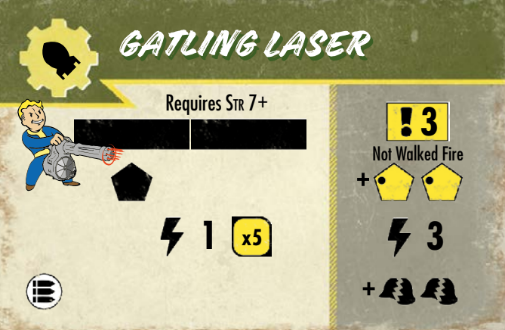 GATLING LASER
Requires STR 7+
! 3
Not Walked Fire
+
1 x5
3
+